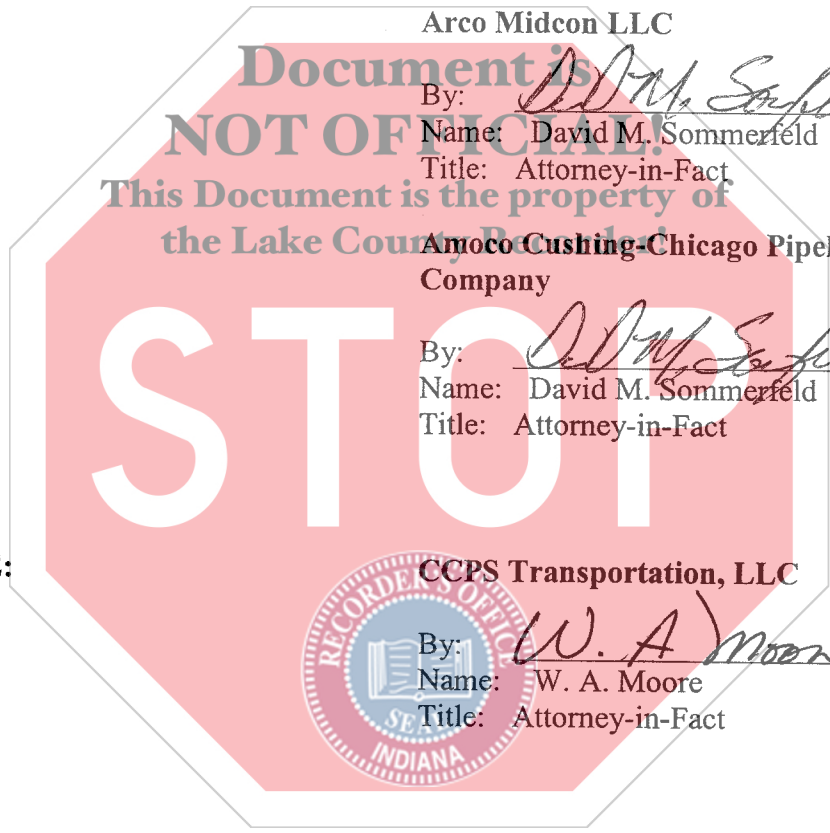 Arco Midcon LLC
Document is
By:
NOT OFFICIAL!
Name: David M. Sommerfeld
Title: Attorney-in-Fact
This Document is the property of
the Lake County Recorder!
Amoco Cushing-Chicago
Company
By:
Name: David M. Sommerfeld
Title: Attorney-in-Fact
STOP
CCPS Transportation, LLC
RECORDER'S OFFICE
By: W. A Moor
Name: W. A. Moore
SEAL
Title: Attorney-in-Fact
INDIANA